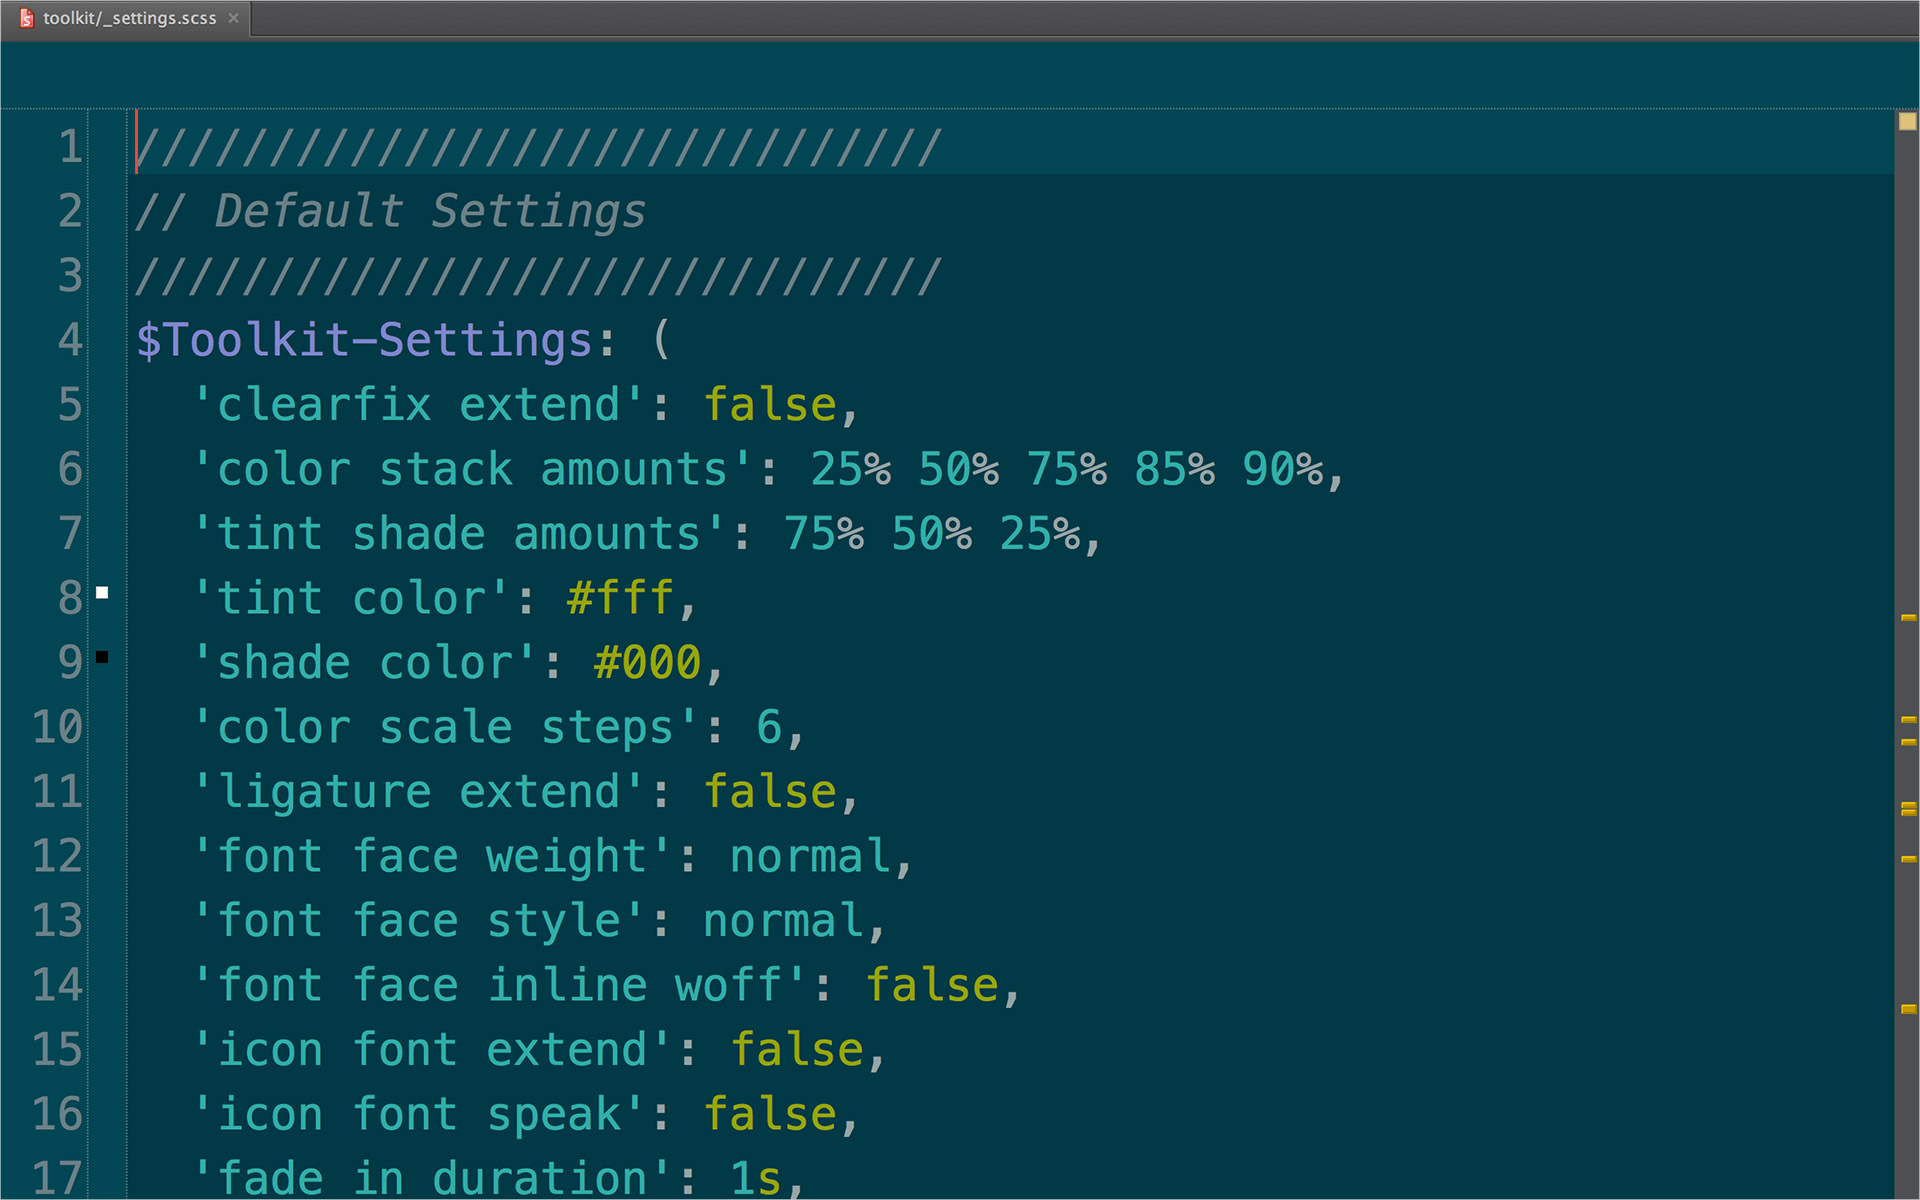 toolkit/_settings.scss ×
1 //////////////////////////////
2 // Default Settings
3 //////////////////////////////
4 $Toolkit-Settings: (
5 'clearfix extend': false,
6 'color stack amounts': 25% 50% 75% 85% 90%,
7 'tint shade amounts': 75% 50% 25%,
8 'tint color': #fff,
9 'shade color': #000,
10 'color scale steps': 6,
11 'ligature extend': false,
12 'font face weight': normal,
13 'font face style': normal,
14 'font face inline woff': false,
15 'icon font extend': false,
16 'icon font speak': false,
17 'fade in duration': 1s,